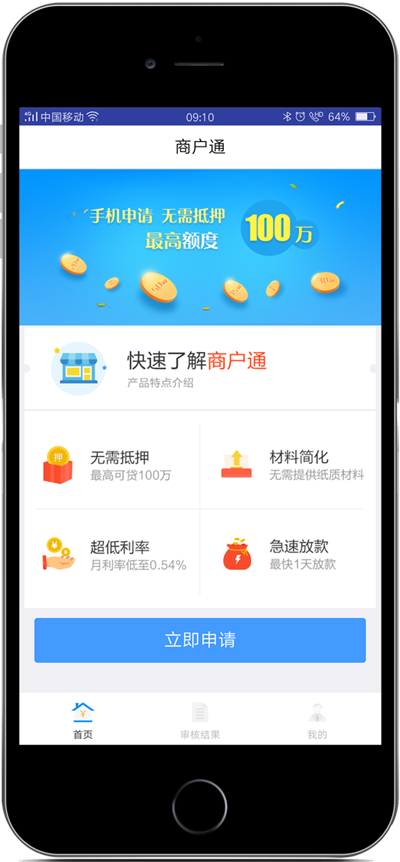 中国移动
09:10
64%
商户通
手机申请 无需抵押
最高额度
100万
快速了解商户通
产品特点介绍
押
无需抵押
最高可贷100万
材料简化
无需提供纸质材料
超低利率
月利率低至0.54%
急速放款
最快1天放款
立即申请
首页
审核结果
我的